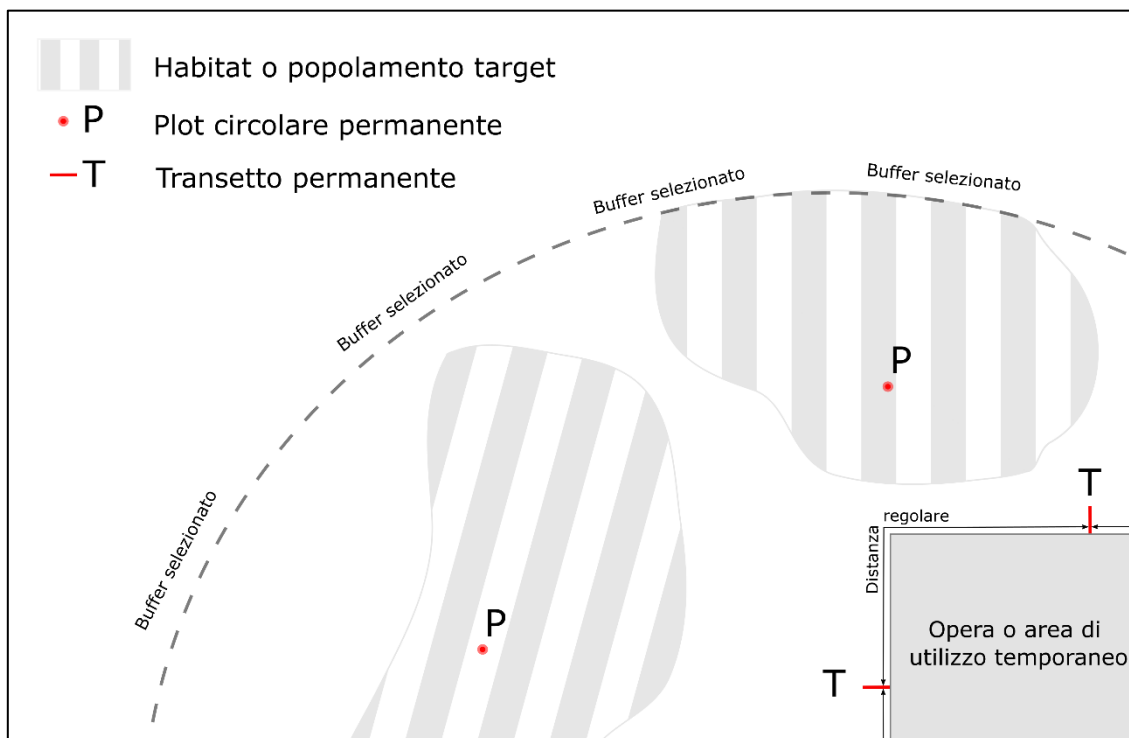 Habitat o popolamento target
P Plot circolare permanente
T Transetto permanente
Buffer selezionato
Buffer selezionato
Buffer selezionato
Buffer selezionato
P
P
T
regolare
Distanza
Opera o area di
utilizzo temporaneo
T